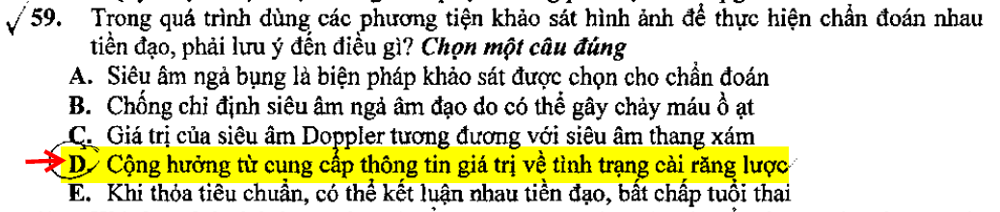 59. Trong quá trình dùng các phương tiện khảo sát hình ảnh để thực hiện chẩn đoán nhau
tiền đạo, phải lưu ý đến điều gì? Chọn một câu đúng
A. Siêu âm ngả bụng là biện pháp khảo sát được chọn cho chẩn đoán
B. Chống chỉ định siêu âm ngả âm đạo do có thể gây chảy máu ồ ạt
C. Giá trị của siêu âm Doppler tương đương với siêu âm thang xám
D. Cộng hưởng từ cung cấp thông tin giá trị về tình trạng cài răng lược
E. Khi thỏa tiêu chuẩn, có thể kết luận nhau tiền đạo, bất chấp tuổi thai